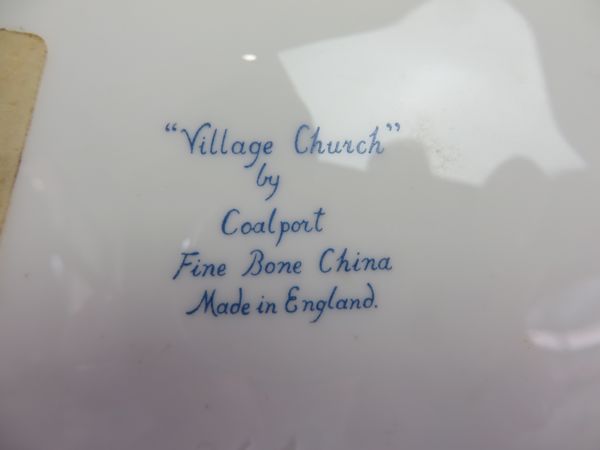 “Village Church”
by
Coalport
Fine Bone China
Made in England.